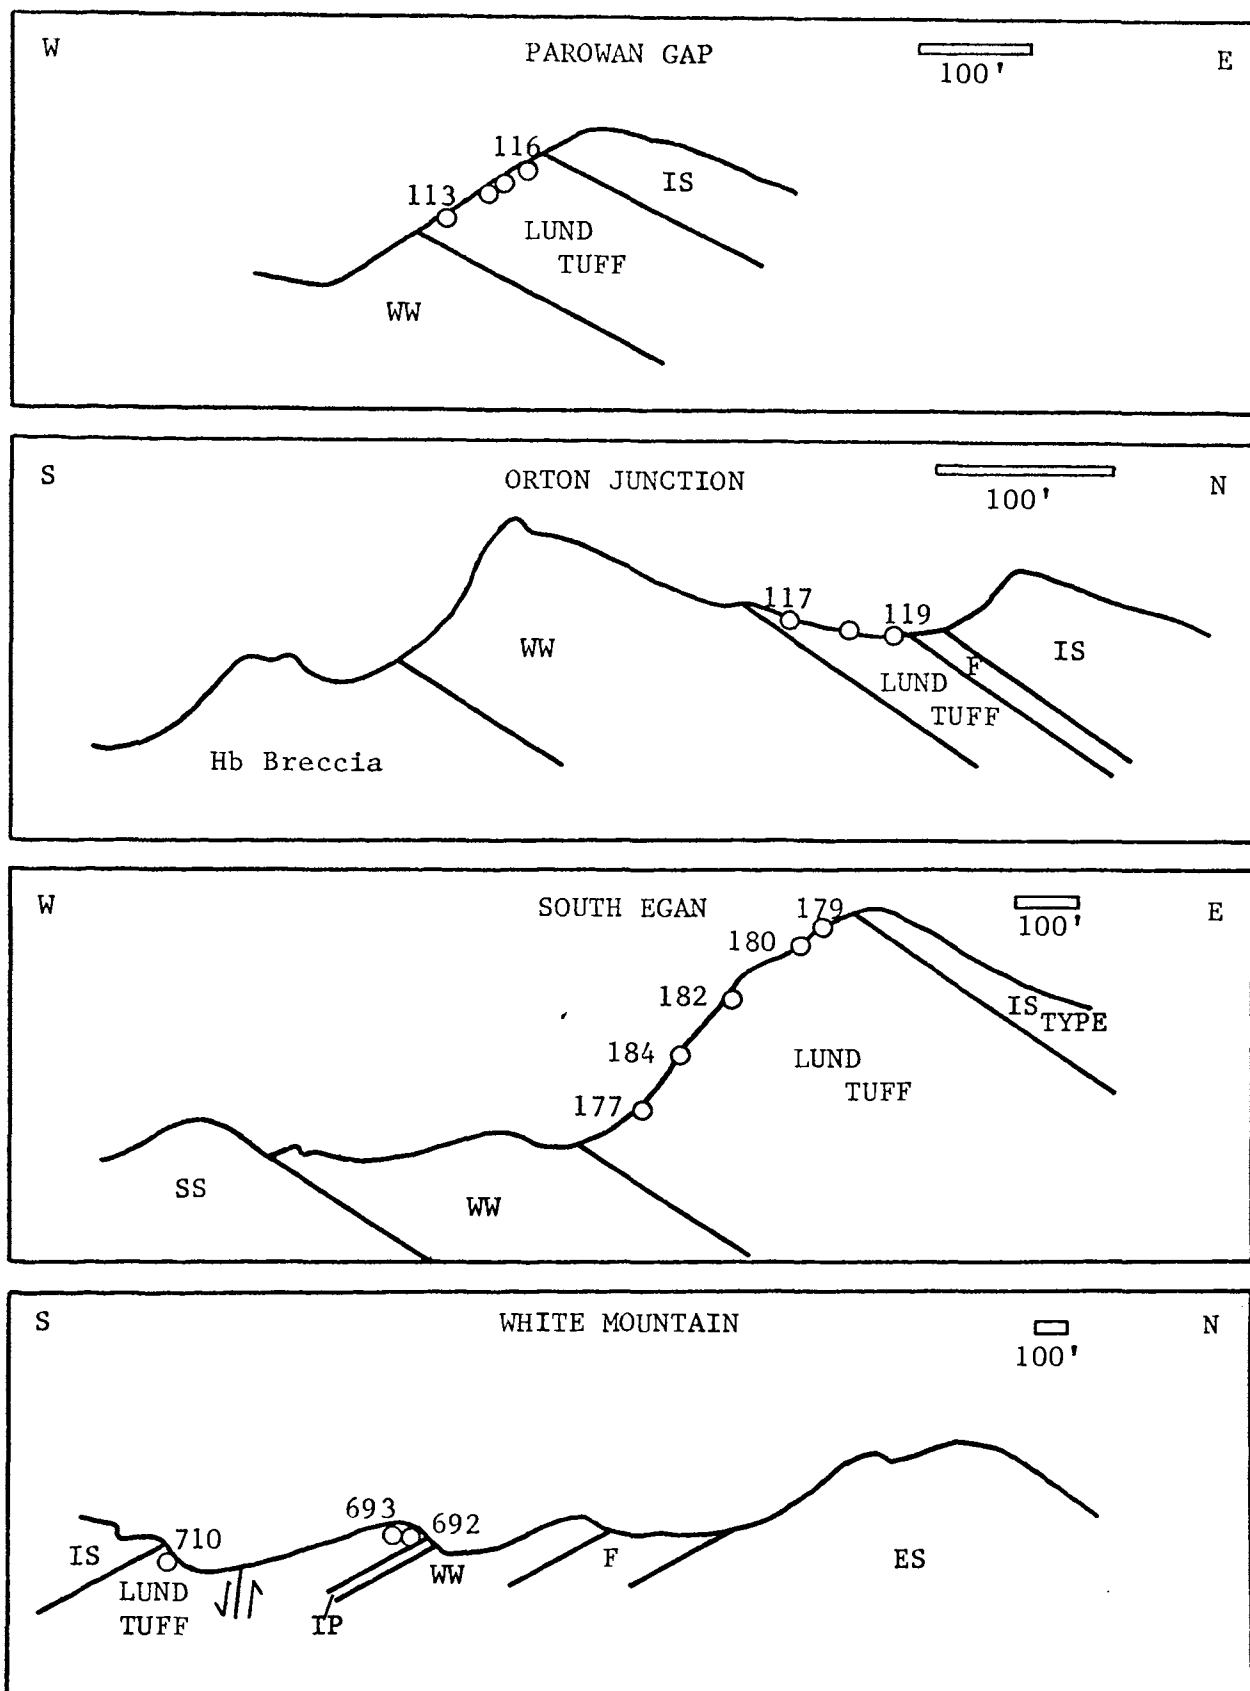 W PAROWAN GAP E
100'
116
IS
113
LUND
TUFF
WW
S ORTON JUNCTION N
100'
117
119
WW
IS
F
LUND
TUFF
Hb Breccia
W SOUTH EGAN E
179
100'
180
182
IS
TYPE
184
LUND
TUFF
177
SS
WW
S WHITE MOUNTAIN N
100'
693
692
710
IS
F
ES
WW
LUND
TUFF
IP